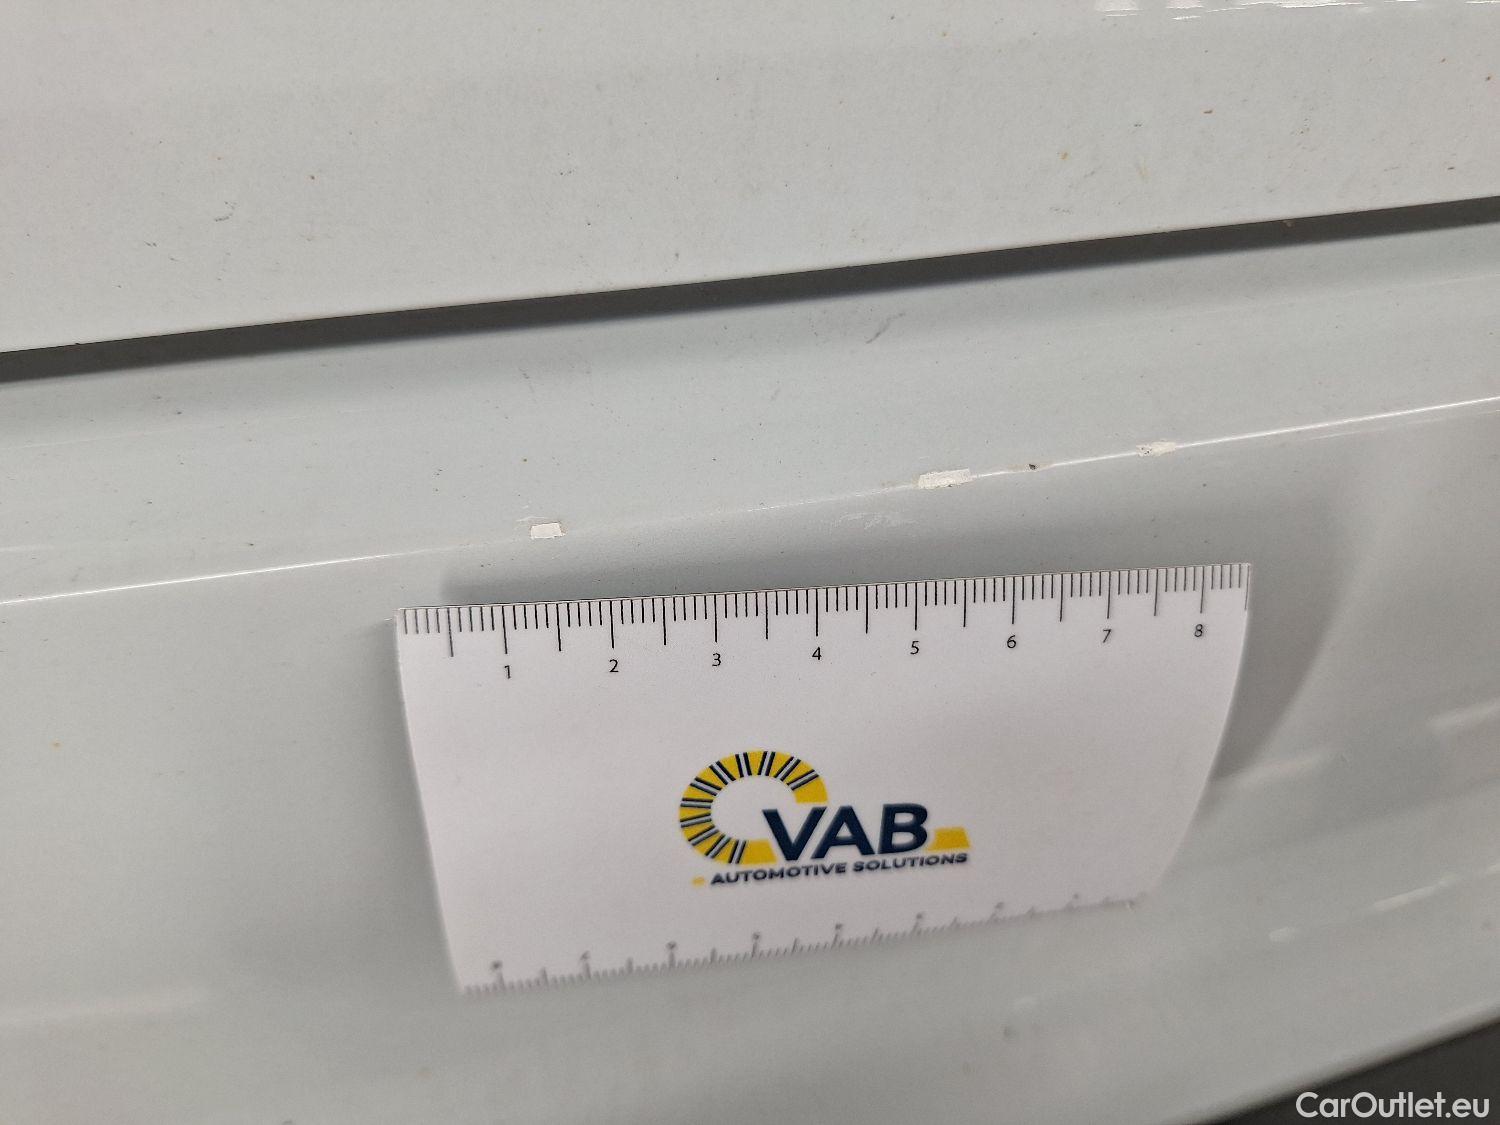 1 2 3 4 5 6 7 8
VAB
AUTOMOTIVE SOLUTIONS
CarOutlet.eu